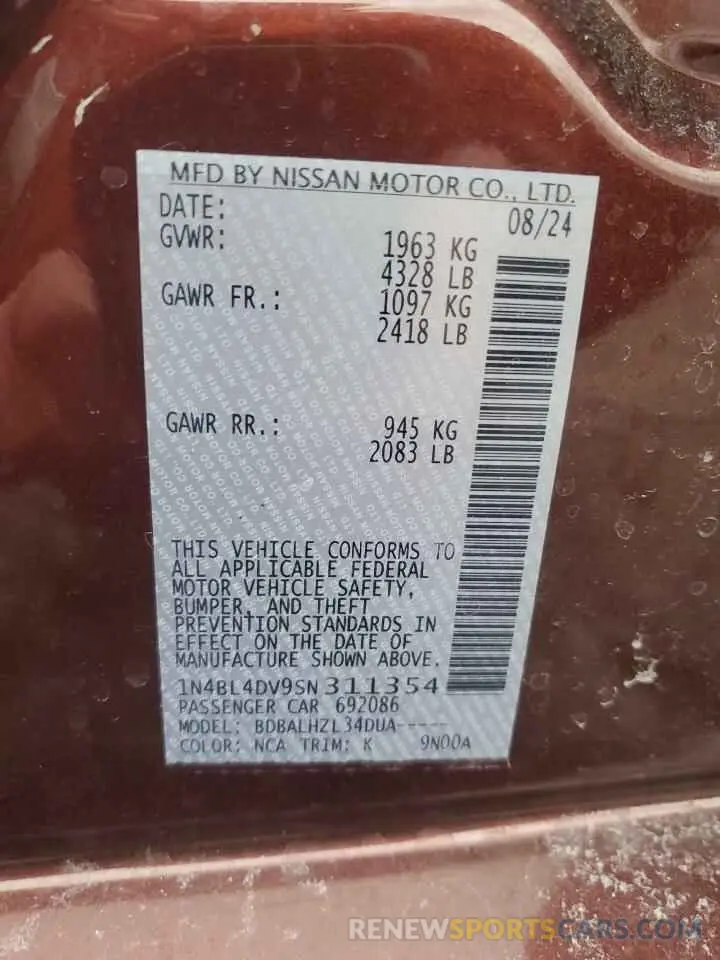 MFD BY NISSAN MOTOR CO., LTD.
DATE: 08/24
GVWR: 1963 KG
4328 LB
GAWR FR.: 1097 KG
2418 LB
GAWR RR.: 945 KG
2083 LB
THIS VEHICLE CONFORMS TO
ALL APPLICABLE FEDERAL
MOTOR VEHICLE SAFETY,
BUMPER, AND THEFT
PREVENTION STANDARDS IN
EFFECT ON THE DATE OF
MANUFACTURE SHOWN ABOVE.
1N4BL4DV9SN311354
PASSENGER CAR 692086
MODEL: BDBALHZL34DUA-----
COLOR: NCA TRIM: K 9N00A
RENEWSPORTSCARS.COM